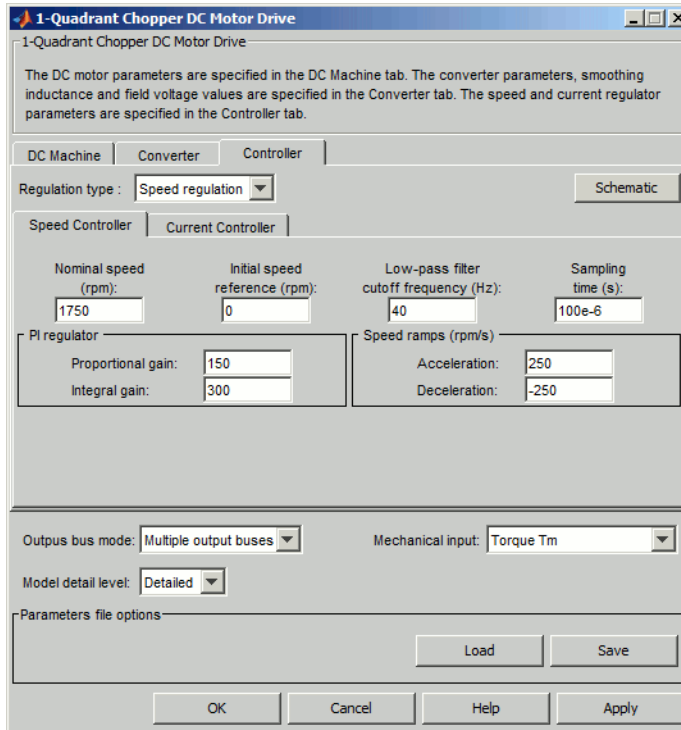 1-Quadrant Chopper DC Motor Drive
1-Quadrant Chopper DC Motor Drive
The DC motor parameters are specified in the DC Machine tab. The converter parameters, smoothing
inductance and field voltage values are specified in the Converter tab. The speed and current regulator
parameters are specified in the Controller tab.
DC Machine Converter Controller
Regulation type : Speed regulation Schematic
Speed Controller Current Controller
Nominal speed Initial speed Low-pass filter Sampling
(rpm): reference (rpm): cutoff frequency (Hz): time (s):
1750 0 40 100e-6
PI regulator Speed ramps (rpm/s)
Proportional gain: 150 Acceleration: 250
Integral gain: 300 Deceleration: -250
Outpus bus mode: Multiple output buses Mechanical input: Torque Tm
Model detail level: Detailed
Parameters file options
Load Save
OK Cancel Help Apply